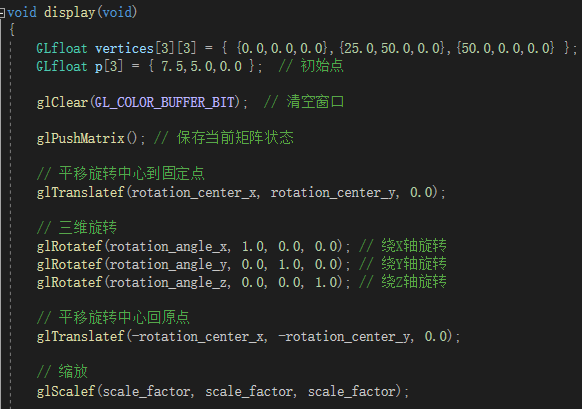 void display(void)
{
GLfloat vertices[3][3] = { {0.0,0.0,0.0},{25.0,50.0,0.0},{50.0,0.0,0.0} };
GLfloat p[3] = { 7.5,5.0,0.0 };  // 初始点
glClear(GL_COLOR_BUFFER_BIT);  // 清空窗口
glPushMatrix(); // 保存当前矩阵状态
// 平移旋转中心到固定点
glTranslatef(rotation_center_x, rotation_center_y, 0.0);
// 三维旋转
glRotatef(rotation_angle_x, 1.0, 0.0, 0.0); // 绕X轴旋转
glRotatef(rotation_angle_y, 0.0, 1.0, 0.0); // 绕Y轴旋转
glRotatef(rotation_angle_z, 0.0, 0.0, 1.0); // 绕Z轴旋转
// 平移旋转中心回原点
glTranslatef(-rotation_center_x, -rotation_center_y, 0.0);
// 缩放
glScalef(scale_factor, scale_factor, scale_factor);